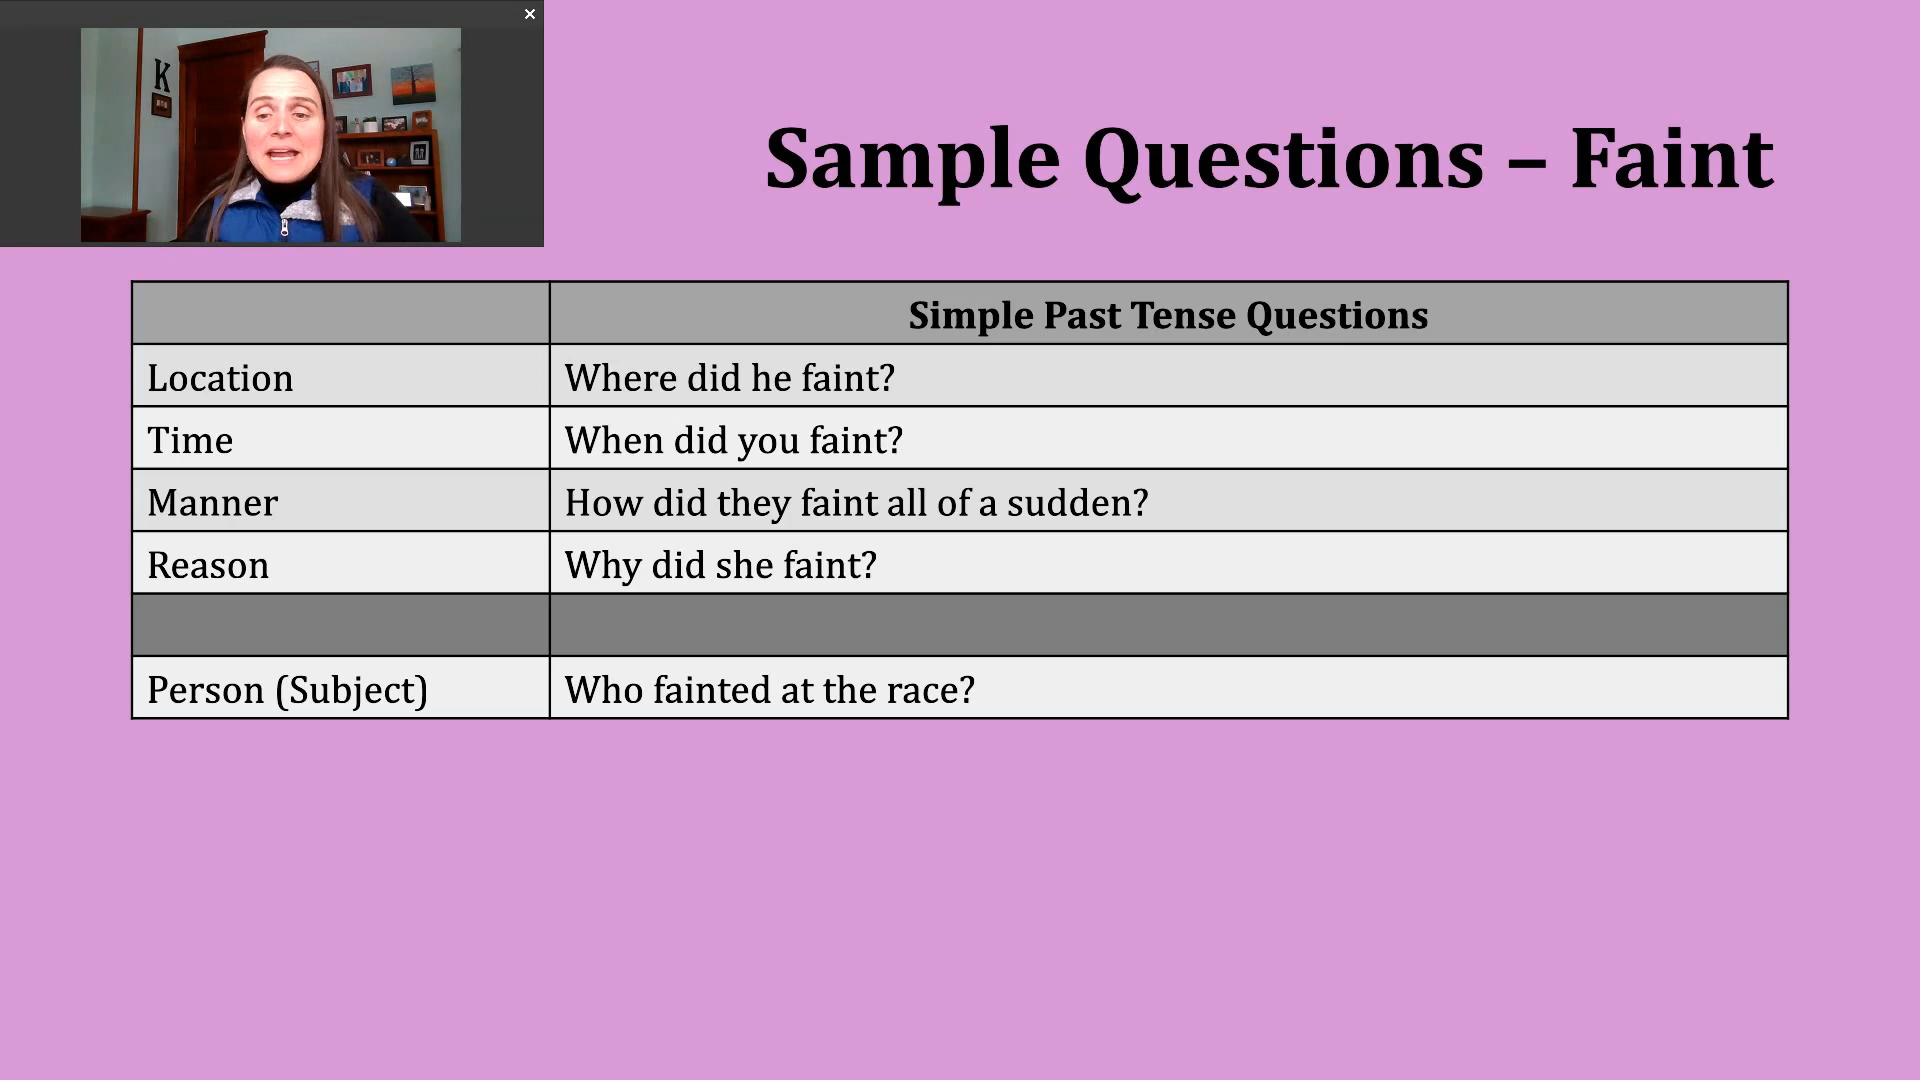 K
Sample Questions – Faint
Simple Past Tense Questions
Location
Where did he faint?
Time
When did you faint?
Manner
How did they faint all of a sudden?
Reason
Why did she faint?
Person (Subject)
Who fainted at the race?